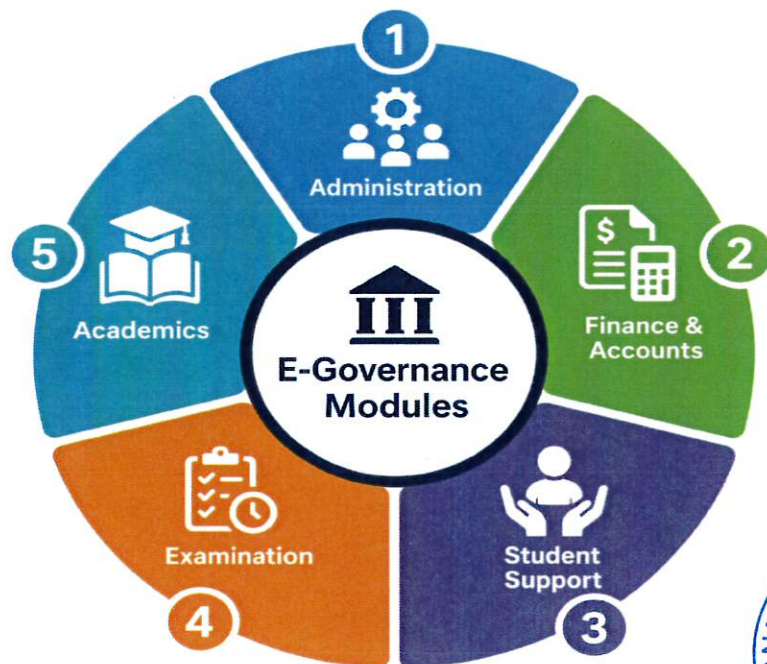 1
Administration
2
$
Finance &
Accounts
3
Student
Support
4
Examination
5
Academics
E-Governance
Modules